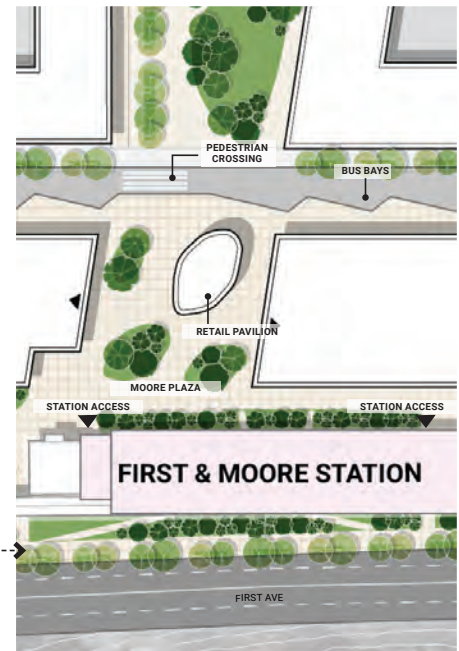 PEDESTRIAN
CROSSING
BUS BAYS
RETAIL PAVILION
MOORE PLAZA
STATION ACCESS
STATION ACCESS
FIRST & MOORE STATION
FIRST AVE